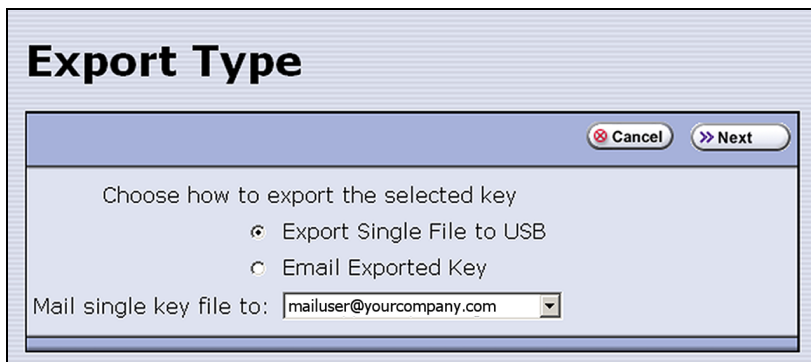 Export Type
Cancel Next
Choose how to export the selected key
Export Single File to USB
Email Exported Key
Mail single key file to: mailuser@yourcompany.com